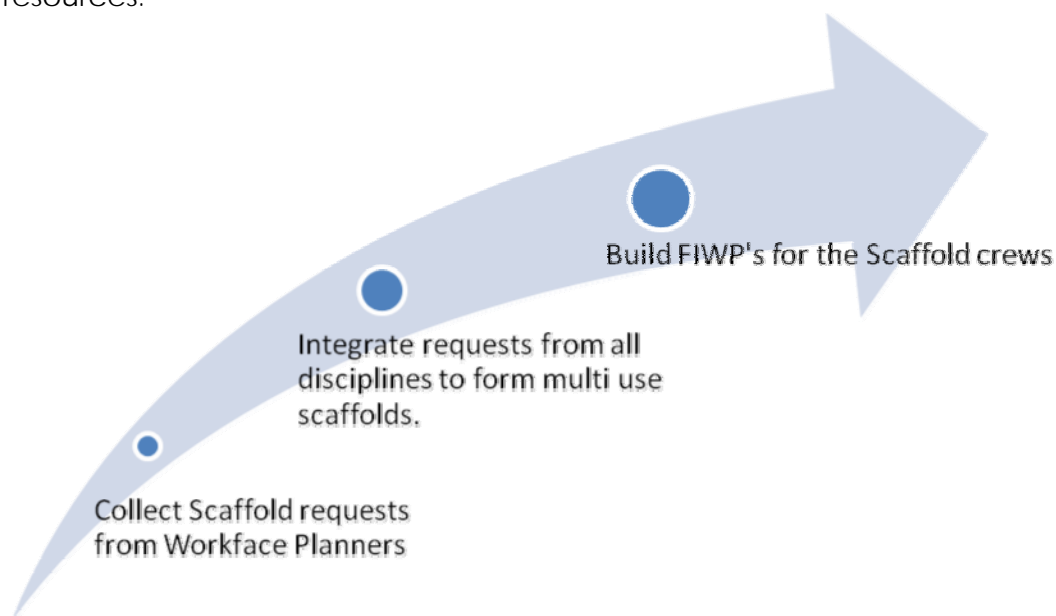 resources.
Collect Scaffold requests
from Workface Planners
Integrate requests from all
disciplines to form multi use
scaffolds.
Build FIWP's for the Scaffold crews